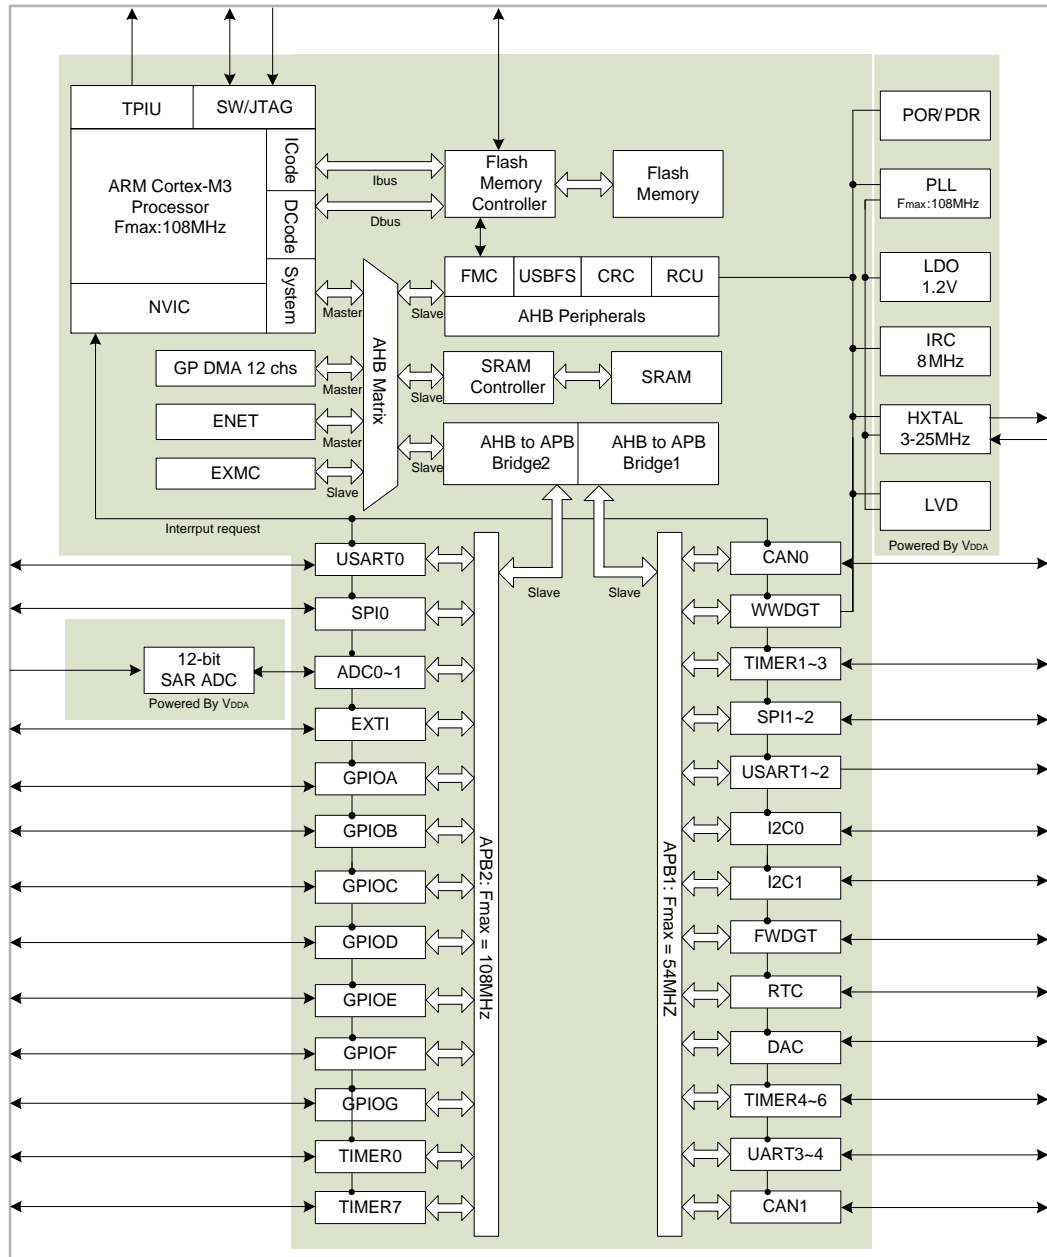 TPIU
SW/JTAG
POR/PDR
ICode
Ibus
Flash
Memory
Controller
Flash
Memory
ARM Cortex-M3
Processor
Fmax:108MHz
DCode
Dbus
PLL
Fmax:108MHz
System
NVIC
Master
Slave
FMC
USBFS
CRC
RCU
AHB Peripherals
LDO
1.2V
IRC
8MHz
AHB Matrix
GP DMA 12 chs
Master
Slave
SRAM
Controller
SRAM
ENET
Master
HXTAL
3-25MHz
EXMC
Slave
Slave
AHB to APB
Bridge2
AHB to APB
Bridge1
LVD
Powered By VDDA
Interrput request
USART0
Slave
Slave
CAN0
SPI0
WWDGT
12-bit
SAR ADC
Powered By VDDA
ADC0~1
TIMER1~3
EXTI
SPI1~2
GPIOA
USART1~2
GPIOB
I2C0
APB2: Fmax = 108MHz
APB1: Fmax = 54MHZ
GPIOC
I2C1
GPIOD
FWDGT
GPIOE
RTC
GPIOF
DAC
GPIOG
TIMER4~6
TIMER0
UART3~4
TIMER7
CAN1